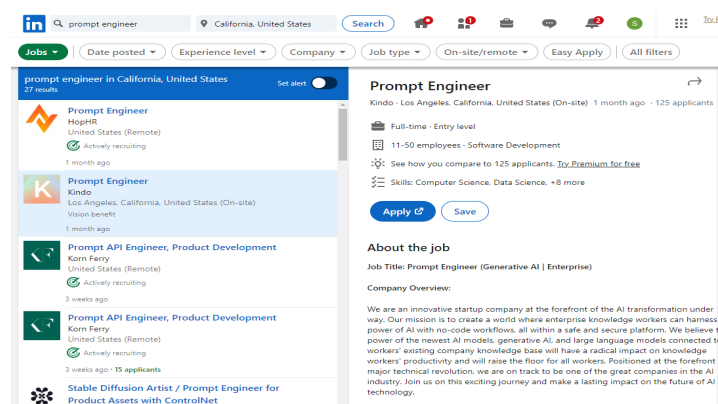 in
prompt engineer
California, United States
Search
2
S
Try
Jobs
Date posted
Experience level
Company
Job type
On-site/remote
Easy Apply
All filters
prompt engineer in California, United States
27 results
Set alert
Prompt Engineer
HopHR
United States (Remote)
Actively recruiting
1 month ago
K
Prompt Engineer
Kindo
Los Angeles, California, United States (On-site)
Vision benefit
1 month ago
Prompt API Engineer, Product Development
Korn Ferry
United States (Remote)
Actively recruiting
3 weeks ago
Prompt API Engineer, Product Development
Korn Ferry
United States (Remote)
Actively recruiting
3 weeks ago · 15 applicants
Stable Diffusion Artist / Prompt Engineer for
Product Assets with ControlNet
Prompt Engineer
Kindo · Los Angeles, California, United States (On-site) 1 month ago · 125 applicants
Full-time · Entry level
11-50 employees · Software Development
See how you compare to 125 applicants. Try Premium for free
Skills: Computer Science, Data Science, +8 more
Apply
Save
About the job
Job Title: Prompt Engineer (Generative AI | Enterprise)
Company Overview:
We are an innovative startup company at the forefront of the AI transformation under
way. Our mission is to create a world where enterprise knowledge workers can harness
power of AI with no-code workflows, all within a safe and secure platform. We believe
power of the newest AI models, generative AI, and large language models connected
workers' existing company knowledge base will have a radical impact on knowledge
workers' productivity and will raise the floor for all workers. Positioned at the forefront
major technical revolution, we are on track to be one of the great companies in the AI
industry. Join us on this exciting journey and make a lasting impact on the future of AI
technology.